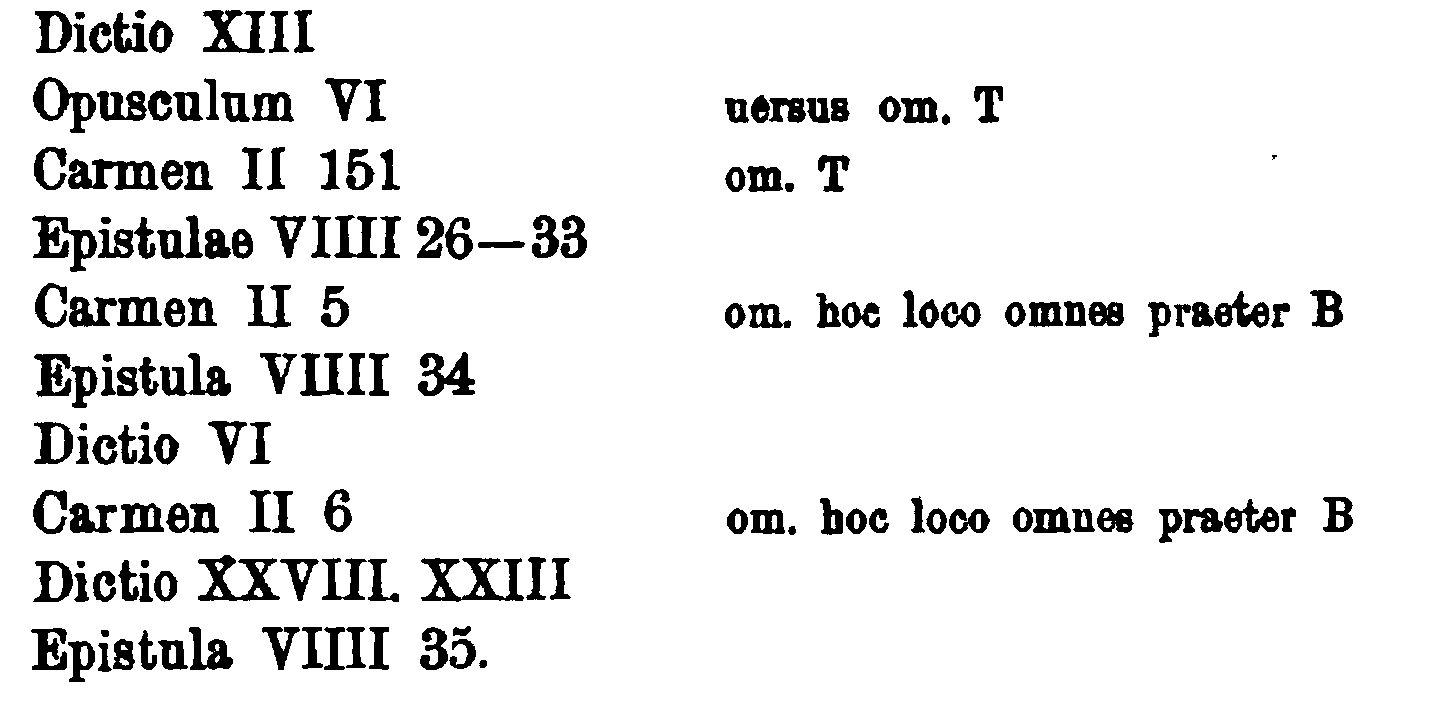 Dictio XIII
Opusculum VI uersus om. T
Carmen II 151 om. T
Epistulae VIIII 26—33
Carmen II 5 om. hoc loco omnes praeter B
Epistula VIIII 34
Dictio VI
Carmen II 6 om. hoc loco omnes praeter B
Dictio XXVIII. XXIII
Epistula VIIII 35.